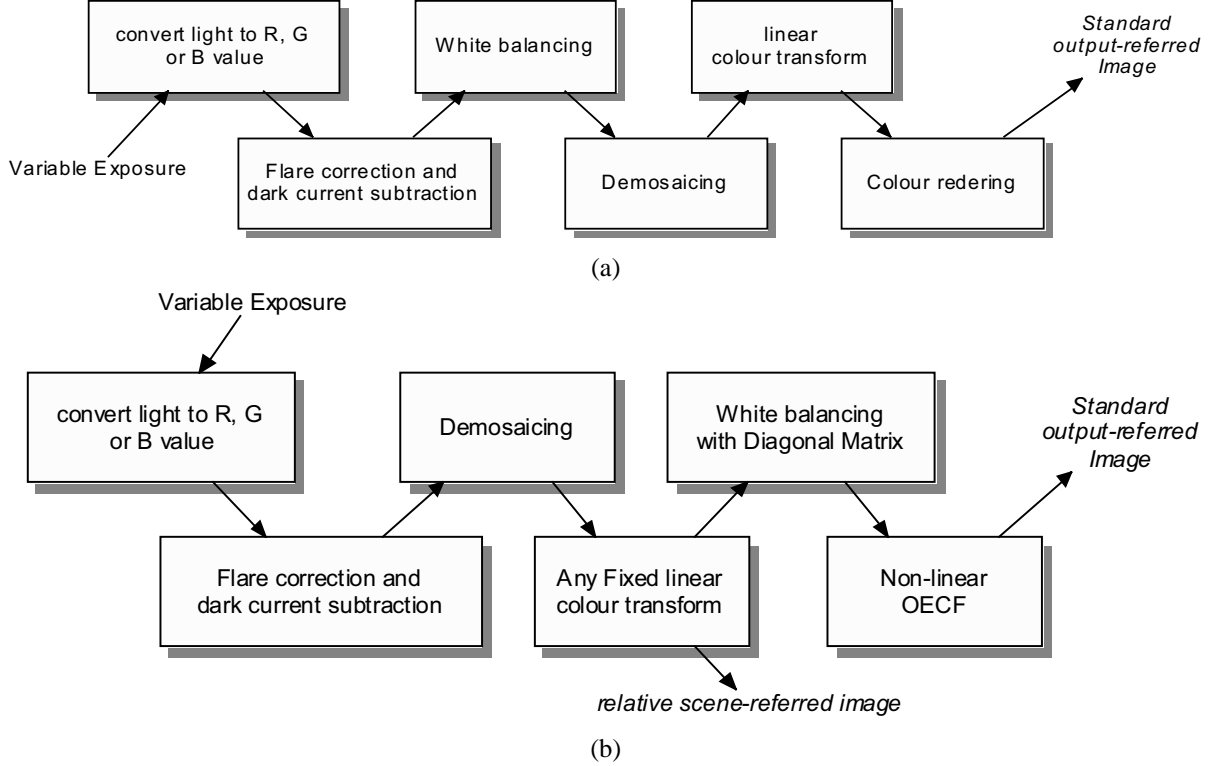 convert light to R, G
or B value
White balancing
linear
colour transform
Standard
output-referred
Image
Variable Exposure
Flare correction and
dark current subtraction
Demosaicing
Colour redering
(a)
Variable Exposure
convert light to R, G
or B value
Demosaicing
White balancing
with Diagonal Matrix
Standard
output-referred
Image
Flare correction and
dark current subtraction
Any Fixed linear
colour transform
Non-linear
OECF
relative scene-referred image
(b)